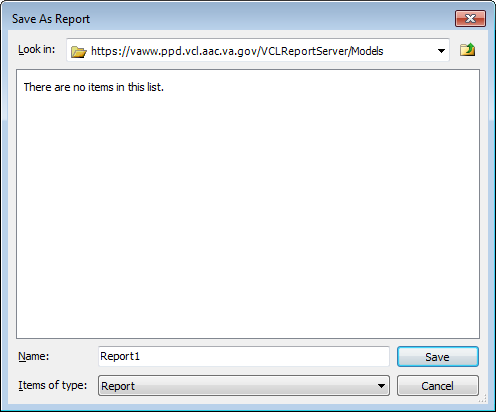 Save As Report
Look in: https://vaww.ppd.vcl.aac.va.gov/VCLReportServer/Models
There are no items in this list.
Name: Report1 Save
Items of type: Report Cancel